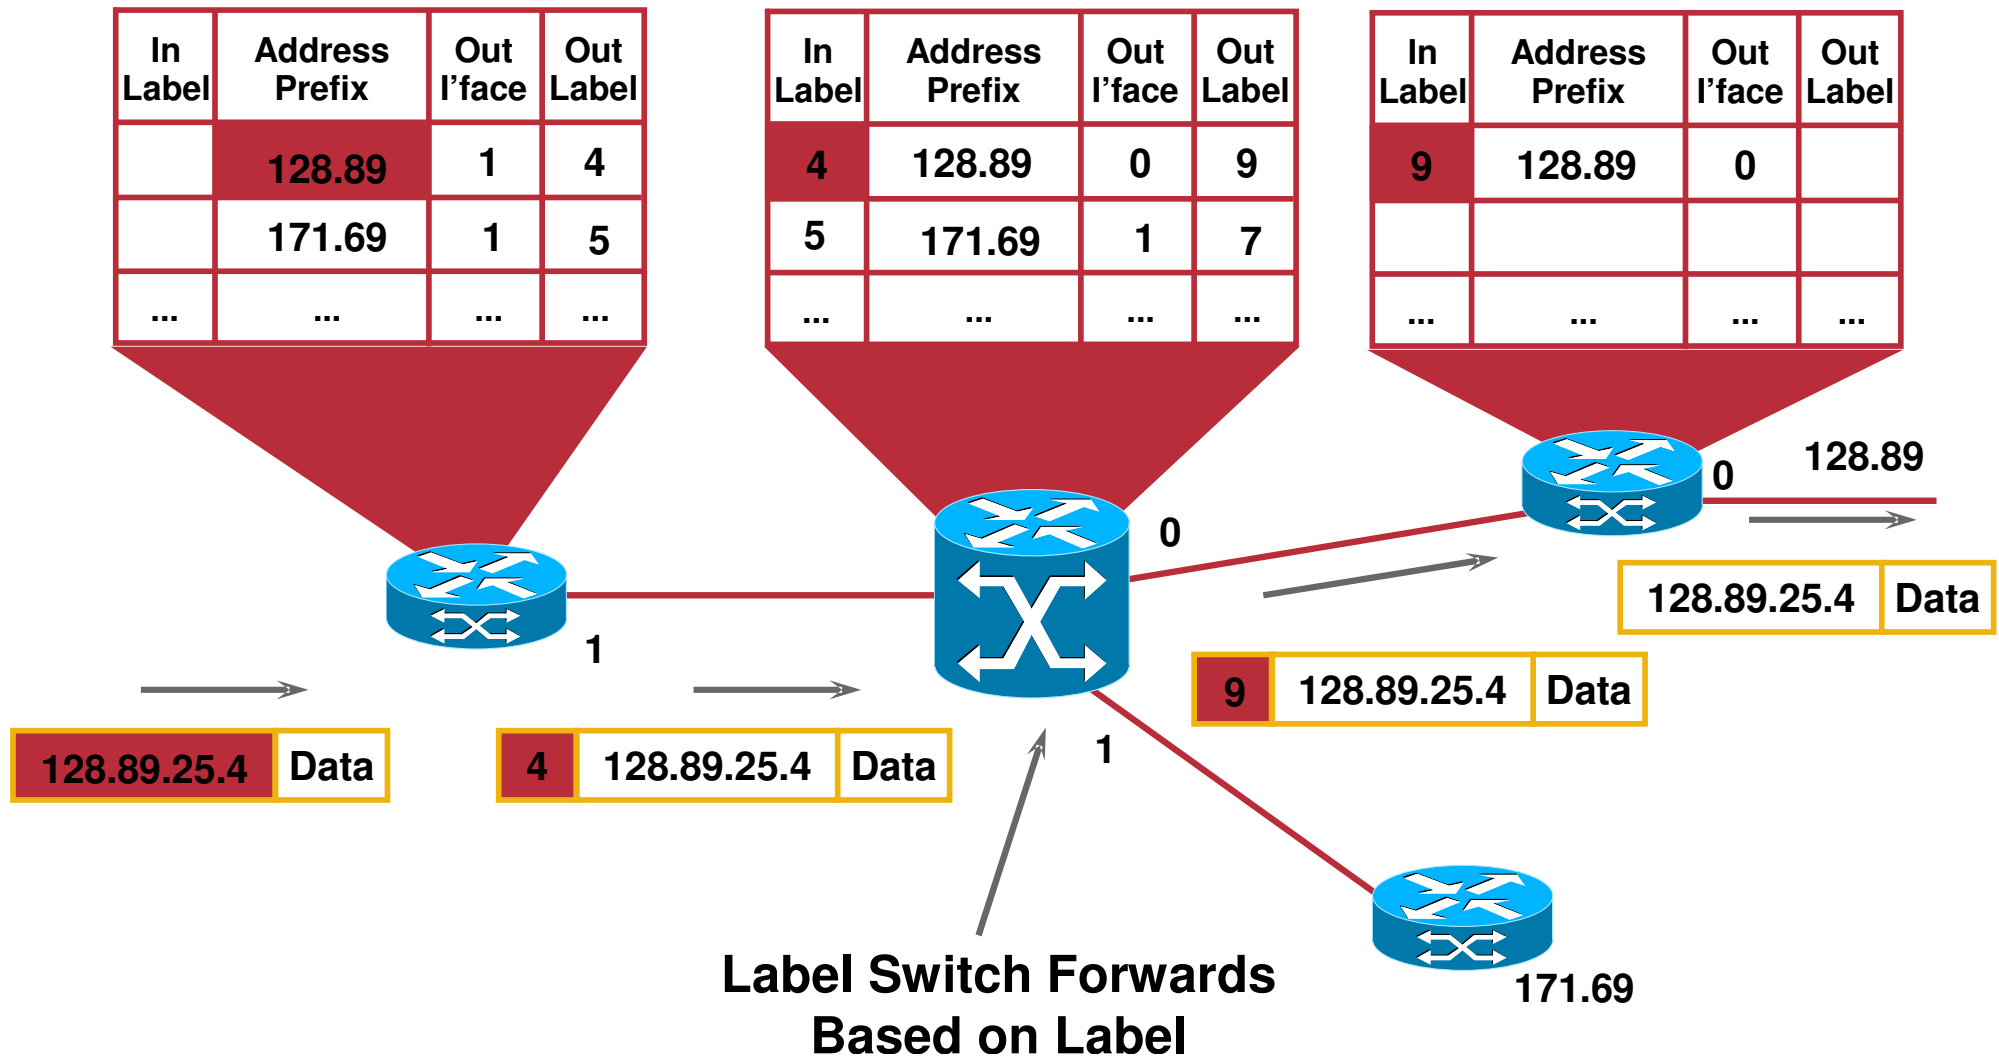 In Label Address Prefix Out I’face Out Label
128.89 1 4
171.69 1 5
... ... ... ...
In Label Address Prefix Out I’face Out Label
4 128.89 0 9
5 171.69 1 7
... ... ... ...
In Label Address Prefix Out I’face Out Label
9 128.89 0
... ... ... ...
0
128.89
0
1
128.89.25.4 Data
9 128.89.25.4 Data
128.89.25.4 Data
4 128.89.25.4 Data
1
171.69
Label Switch Forwards
Based on Label